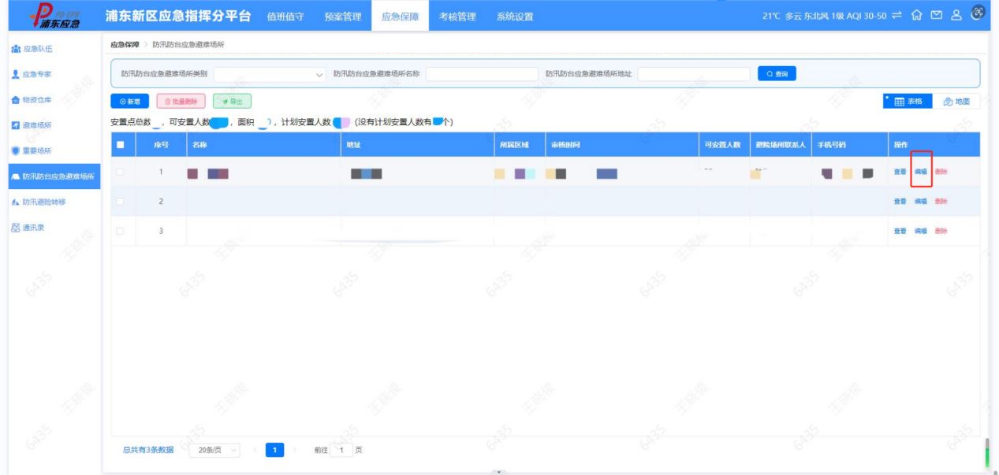 PD-EPR 浦东应急 浦东新区应急指挥分平台 值班值守 预案管理 应急保障 考核管理 系统设置 21℃ 多云 东北风 1级 AQI 30-50
应急队伍
应急专家
物资仓库
避难场所
重要场所
防汛防台应急避难场所
防汛避险转移
通讯录
应急保障 > 防汛防台应急避难场所
防汛防台应急避难场所类别 防汛防台应急避难场所名称 防汛防台应急避难场所地址 查询
新增 批量删除 导出 表格 地图
安置点总数 , 可安置人数 , 面积 , 计划安置人数 (没有计划安置人数有 个)
序号 名称 地址 所属区域 审核时间 可安置人数 避险场所联系人 手机号码 操作
1 查看 编辑 删除
2 查看 编辑 删除
3 查看 编辑 删除
总共有3条数据 20条/页 < 1 > 前往 1 页
王晓俊
6435